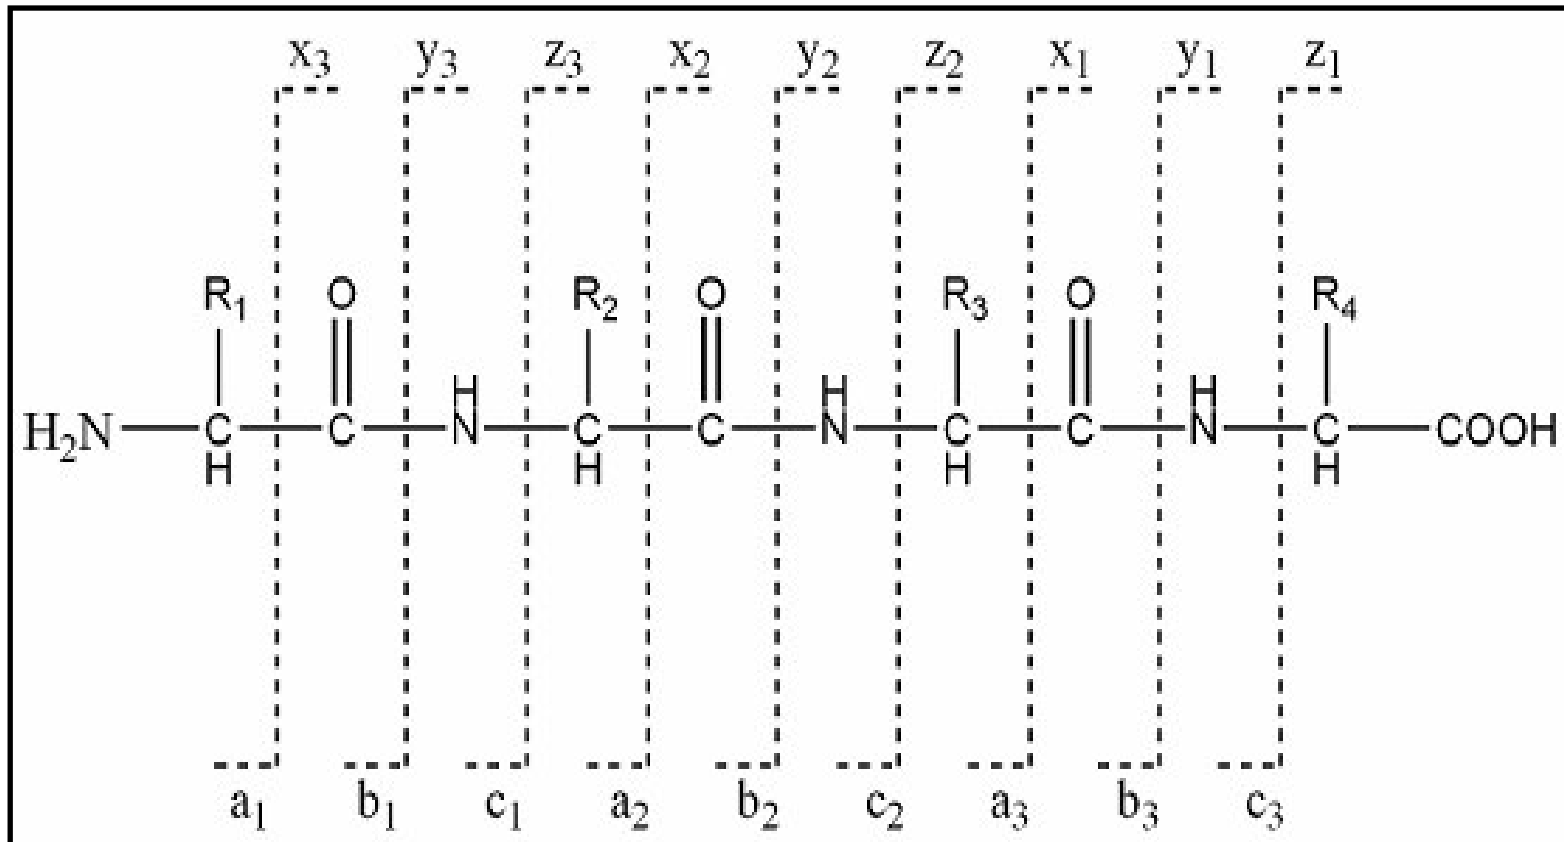 x₃ y₃ z₃ x₂ y₂ z₂ x₁ y₁ z₁
R₁ O R₂ O R₃ O R₄
H H H
H₂N C C N C C N C C N C COOH
H H H H
a₁ b₁ c₁ a₂ b₂ c₂ a₃ b₃ c₃